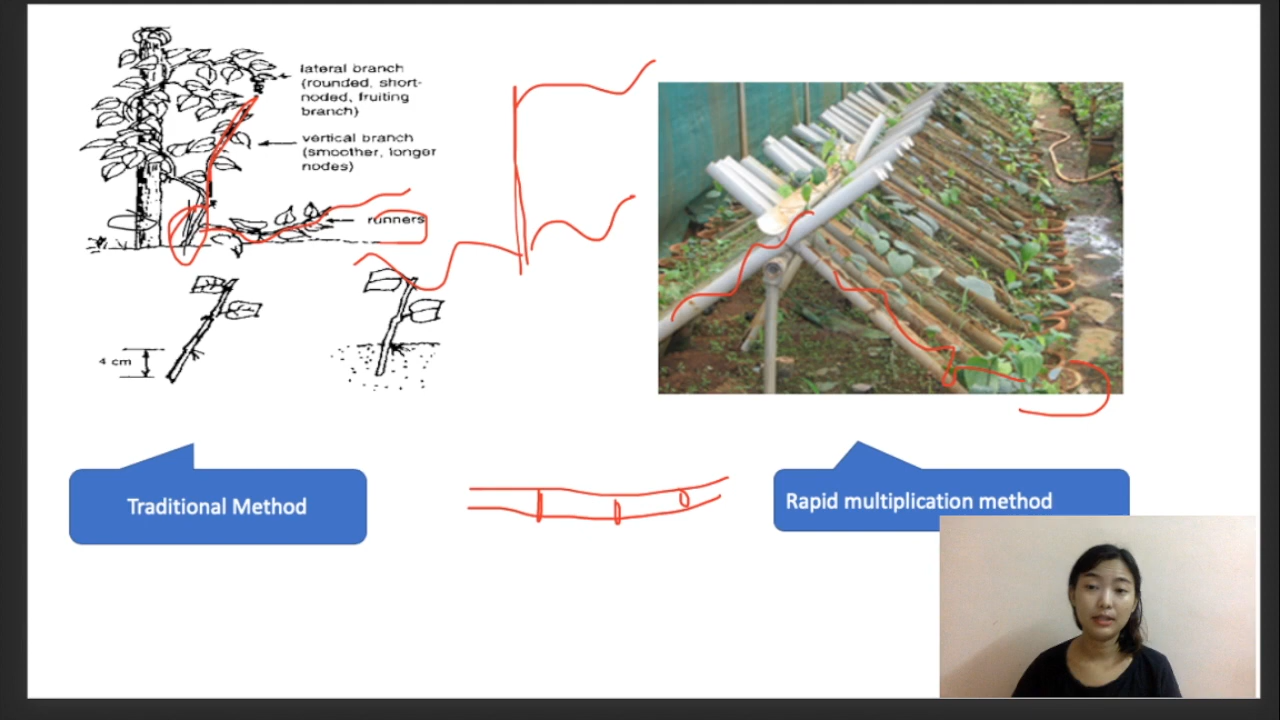 lateral branch
(rounded, short-
noded, fruiting
branch)
vertical branch
(smoother, longer
nodes)
runners
4 cm
Traditional Method
Rapid multiplication method